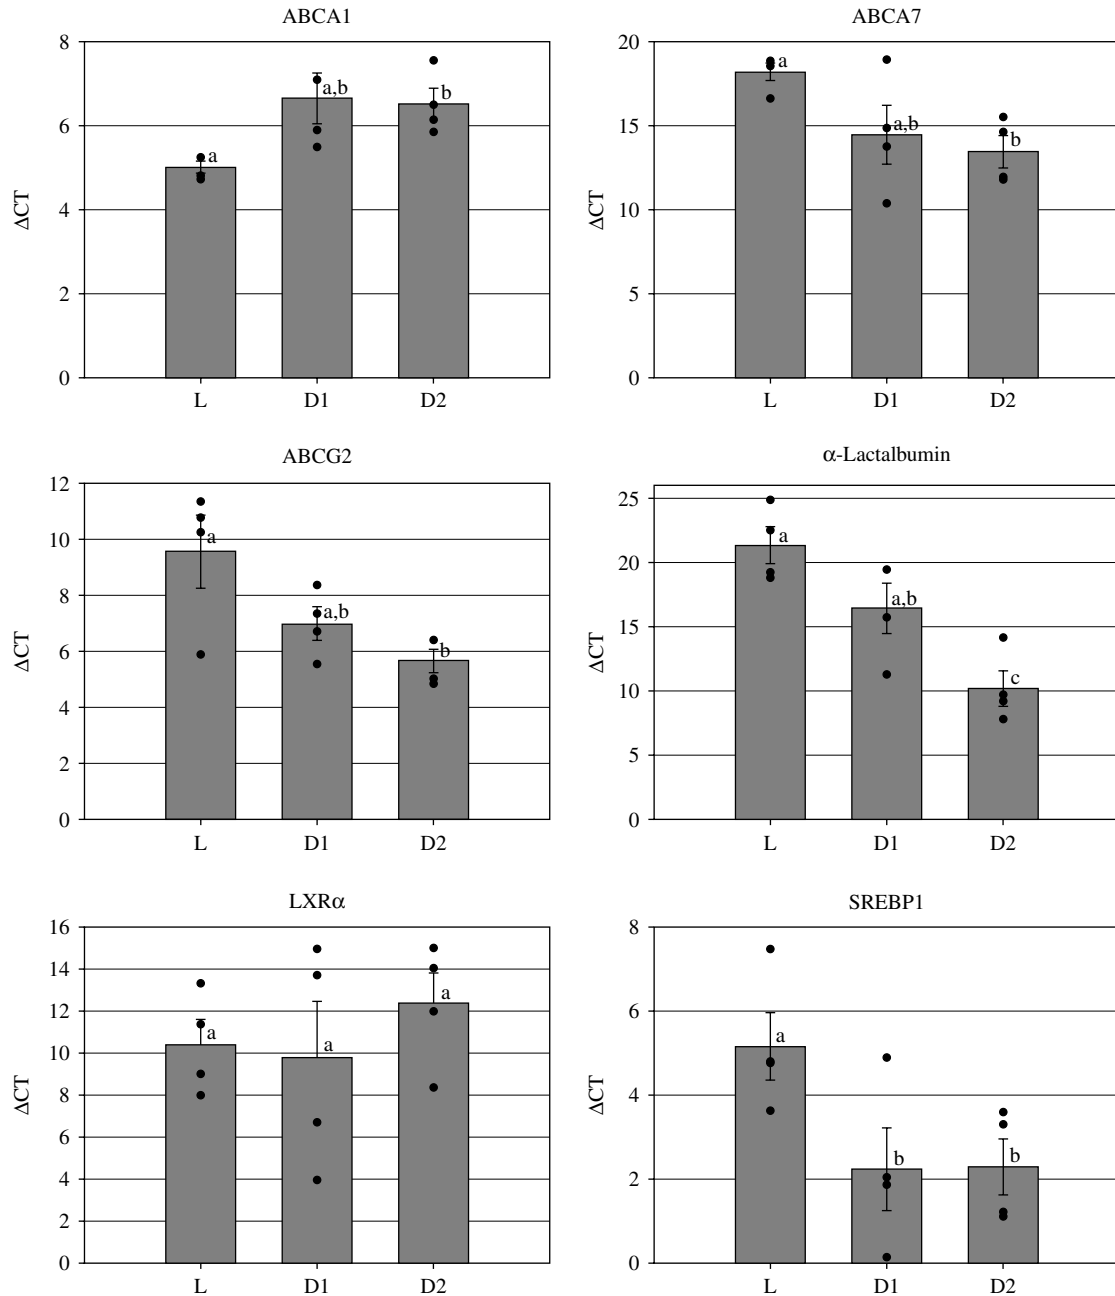 ABCA1
8
6
4
2
0
ΔCT
a
a,b
b
L D1 D2
ABCA7
20
15
10
5
0
ΔCT
a
a,b
b
L D1 D2
ABCG2
12
10
8
6
4
2
0
ΔCT
a
a,b
b
L D1 D2
α-Lactalbumin
25
20
15
10
5
0
ΔCT
a
a,b
c
L D1 D2
LXRα
16
14
12
10
8
6
4
2
0
ΔCT
a
a
a
L D1 D2
SREBP1
8
6
4
2
0
ΔCT
a
b
b
L D1 D2